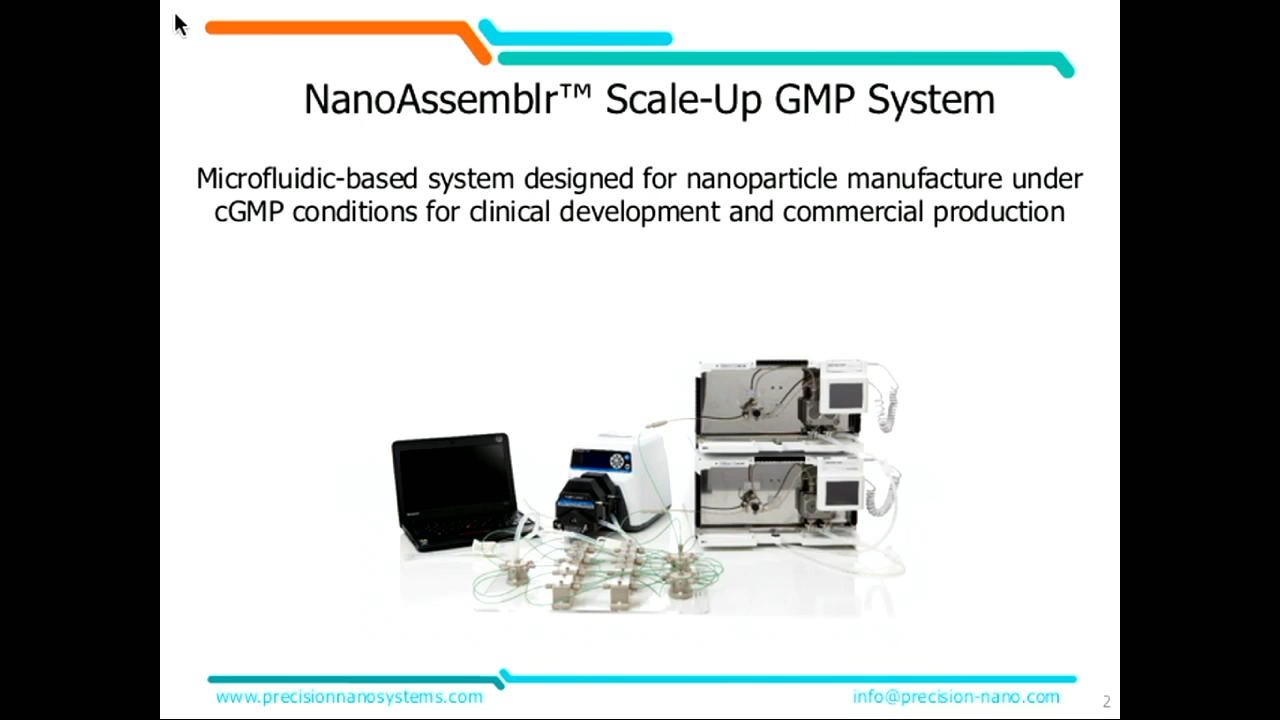 NanoAssemblr™ Scale-Up GMP System
Microfluidic-based system designed for nanoparticle manufacture under
cGMP conditions for clinical development and commercial production
www.precisionnanosystems.com
info@precision-nano.com
2